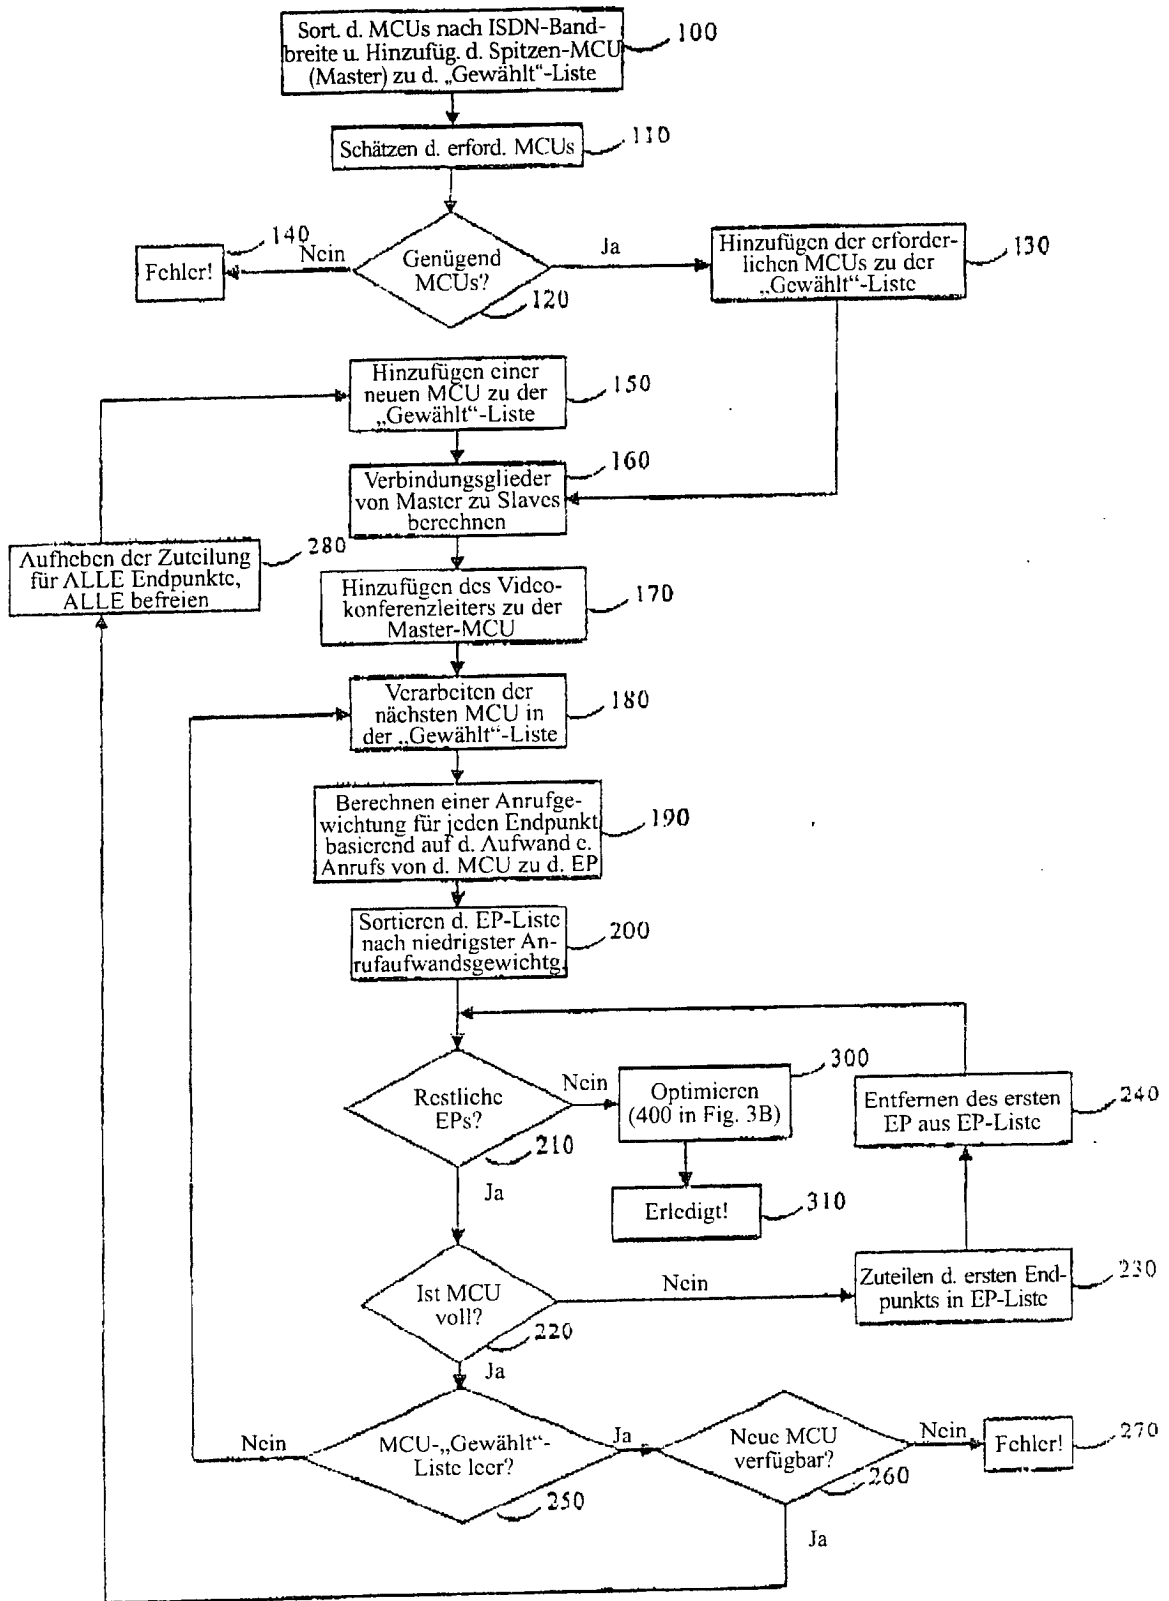 Sort. d. MCUs nach ISDN-Band-
breite u. Hinzufüg. d. Spitzen-MCU
(Master) zu d. „Gewählt“-Liste
100
Schätzen d. erford. MCUs
110
140
Fehler!
Nein
Genügend
MCUs?
120
Ja
Hinzufügen der erforder-
lichen MCUs zu der
„Gewählt“-Liste
130
Hinzufügen einer
neuen MCU zu der
„Gewählt“-Liste
150
Verbindungsglieder
von Master zu Slaves
berechnen
160
Aufheben der Zuteilung
für ALLE Endpunkte,
ALLE befreien
280
Hinzufügen des Video-
konferenzleiters zu der
Master-MCU
170
Verarbeiten der
nächsten MCU in
der „Gewählt“-Liste
180
Berechnen einer Anrufge-
wichtung für jeden Endpunkt
basierend auf d. Aufwand e.
Anrufs von d. MCU zu d. EP
190
Sortieren d. EP-Liste
nach niedrigster An-
rufaufwandsgewichtg.
200
Restliche
EPs?
210
Nein
Optimieren
(400 in Fig. 3B)
300
Entfernen des ersten
EP aus EP-Liste
240
Ja
Erledigt!
310
Ist MCU
voll?
220
Nein
Zuteilen d. ersten End-
punkts in EP-Liste
230
Ja
Nein
MCU-„Gewählt“-
Liste leer?
250
Ja
Neue MCU
verfügbar?
260
Nein
Fehler!
270
Ja